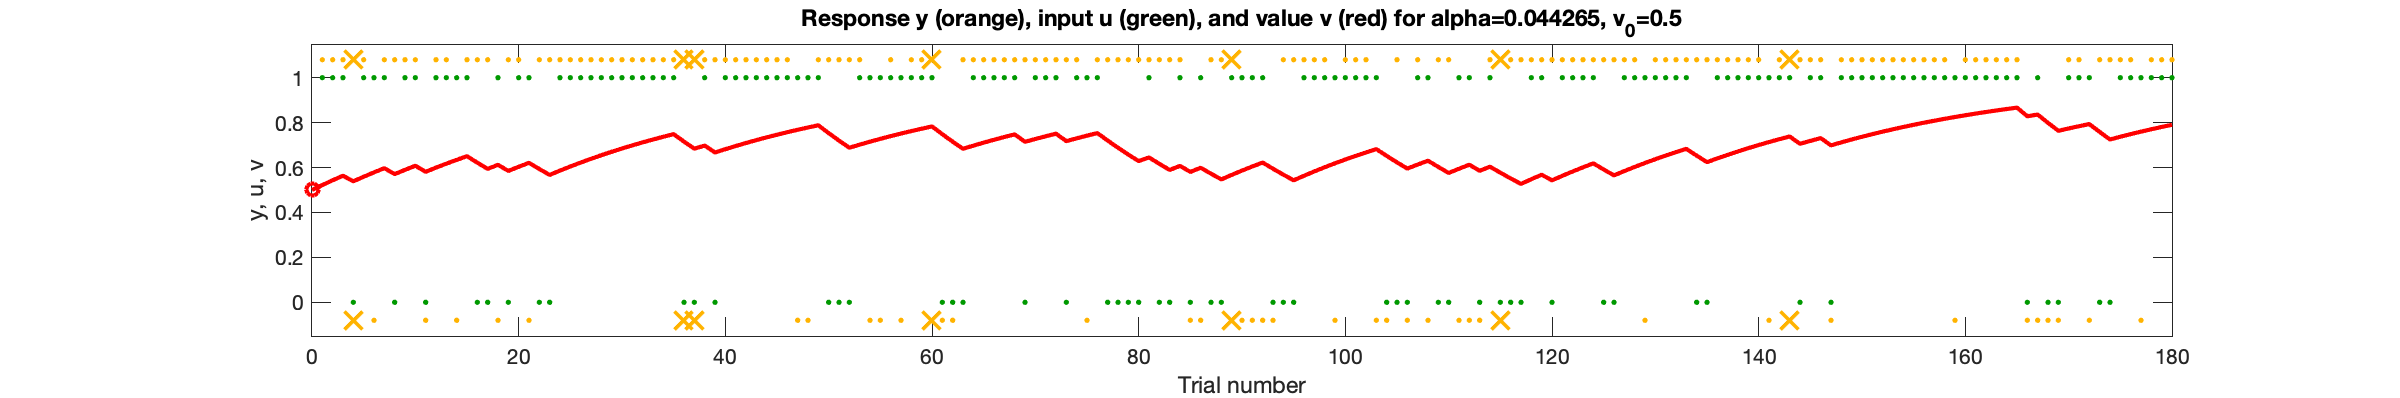 Response y (orange), input u (green), and value v (red) for alpha=0.044265, v0=0.5
1
0.8
0.6
0.4
0.2
0
y, u, v
0 20 40 60 80 100 120 140 160 180
Trial number